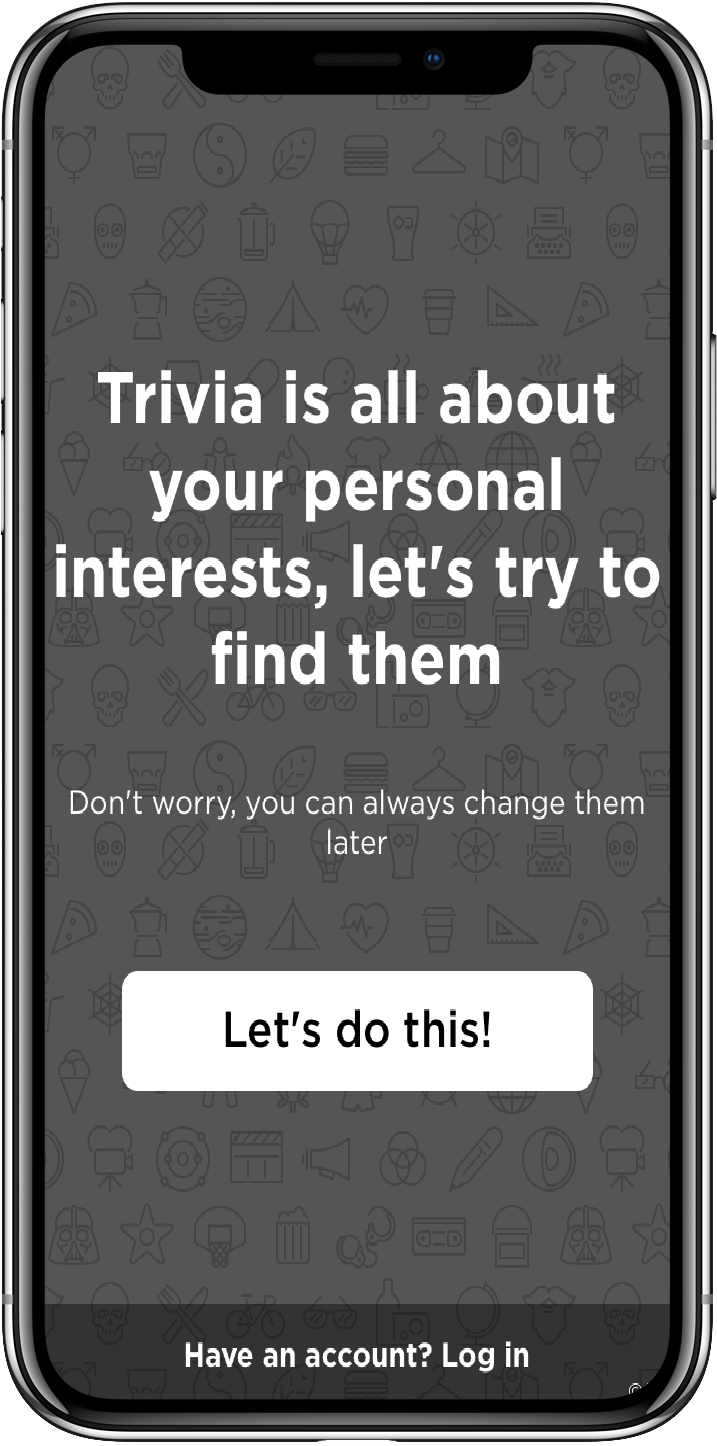 Trivia is all about
your personal
interests, let's try to
find them
Don't worry, you can always change them
later
Let's do this!
Have an account? Log in
©